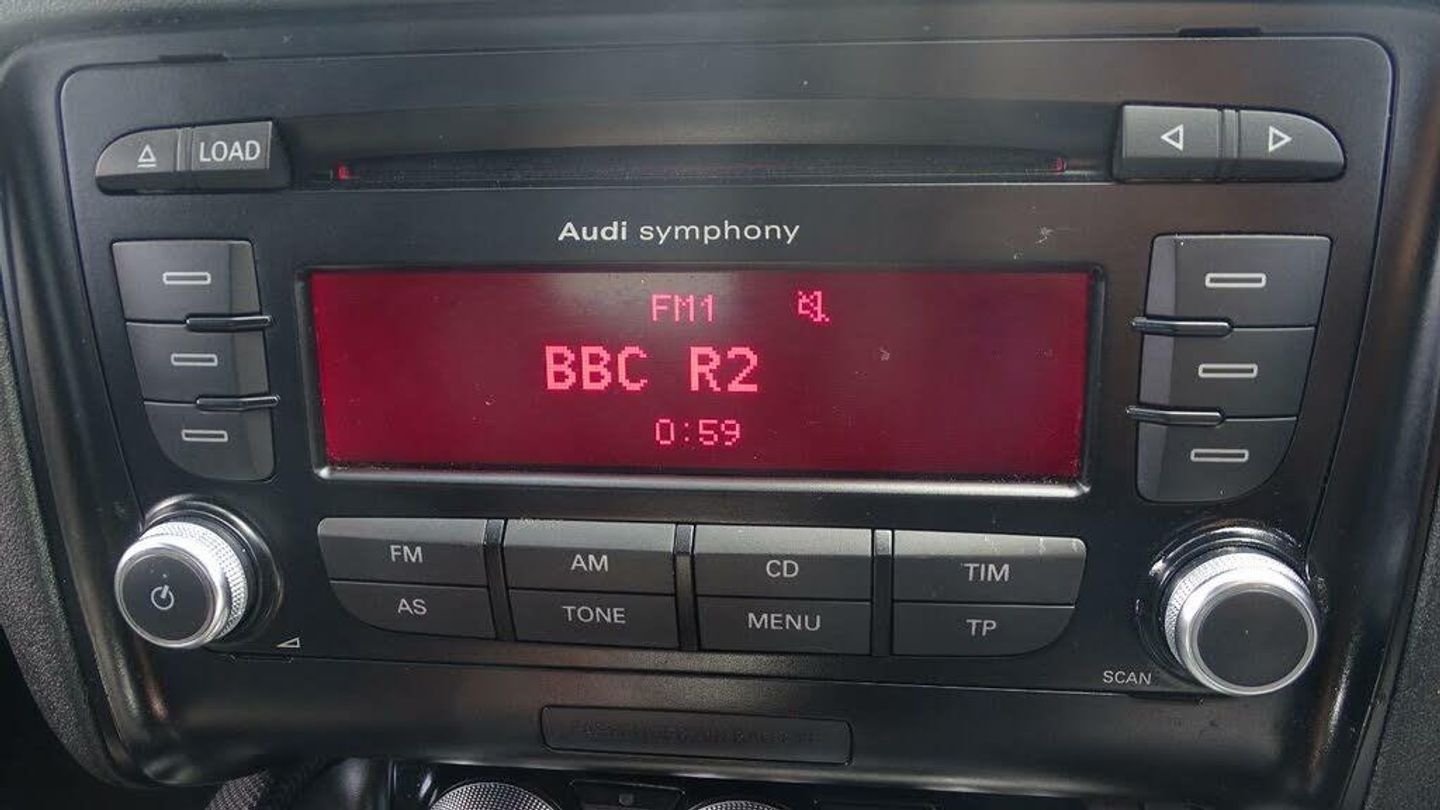 LOAD
Audi symphony
FM1
BBC R2
0:59
FM AM CD TIM
AS TONE MENU TP
SCAN